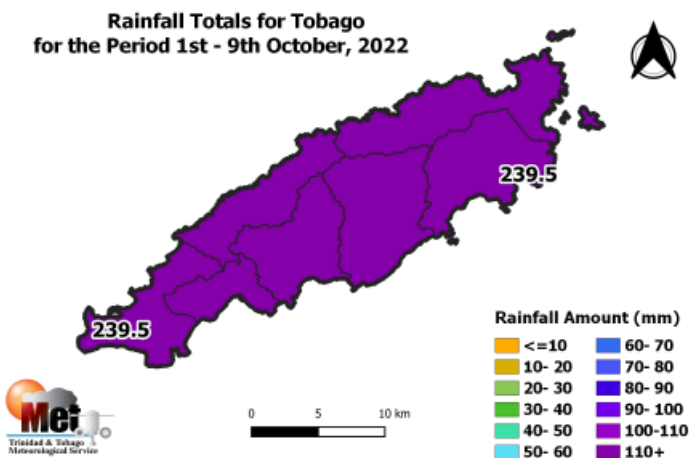 Rainfall Totals for Tobago
for the Period 1st - 9th October, 2022
239.5
239.5
Rainfall Amount (mm)
<=10
10- 20
20- 30
30- 40
40- 50
50- 60
60- 70
70- 80
80- 90
90- 100
100-110
110+
0 5 10 km
Met
Trinidad & Tobago
Meteorological Service